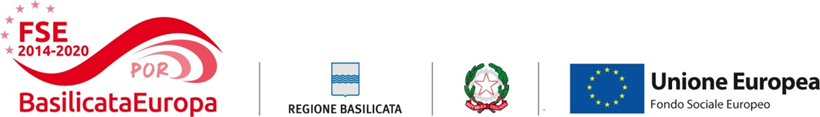 FSE
2014-2020
POR
BasilicataEuropa
REGIONE BASILICATA
Unione Europea
Fondo Sociale Europeo